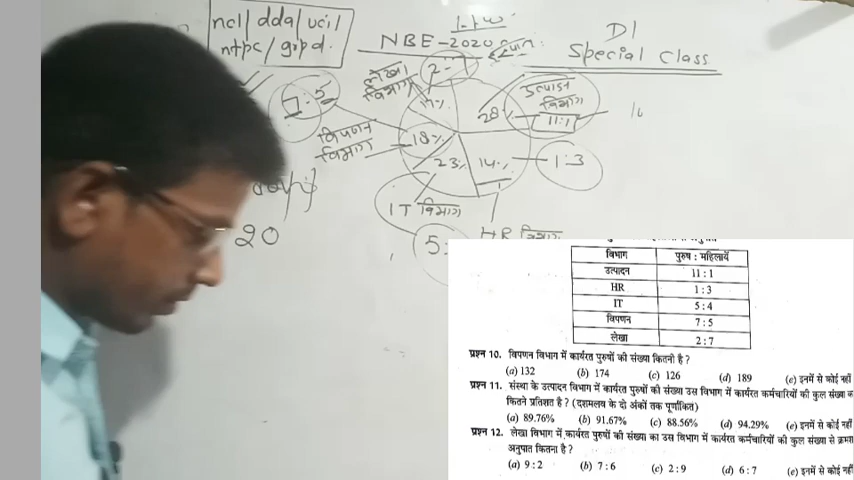 ncl/dda/ucil/
ntpc/grpd.
NBE-2020
DI
Special Class
लेखा
विभाग
2:7
17%
उत्पादन
विभाग
28%
11:1
7:5
विपणन
विभाग
18%
23%
14%
1:3
IT विभाग
HR विभाग
5:
20
विभाग पुरुष : महिलायें
उत्पादन 11 : 1
HR 1 : 3
IT 5 : 4
विपणन 7 : 5
लेखा 2 : 7
प्रश्न 10. विपणन विभाग में कार्यरत पुरुषों की संख्या कितनी है ?
(a) 132 (b) 174 (c) 126 (d) 189 (e) इनमें से कोई नहीं
प्रश्न 11. संस्था के उत्पादन विभाग में कार्यरत पुरुषों की संख्या उस विभाग में कार्यरत कर्मचारियों की कुल संख्या का
कितने प्रतिशत है ? (दशमलव के दो अंकों तक पूर्णांकित)
(a) 89.76% (b) 91.67% (c) 88.56% (d) 94.29% (e) इनमें से कोई नहीं
प्रश्न 12. लेखा विभाग में कार्यरत पुरुषों की संख्या का उस विभाग में कार्यरत कर्मचारियों की कुल संख्या से क्रमश
अनुपात कितना है ?
(a) 9 : 2 (b) 7 : 6 (c) 2 : 9 (d) 6 : 7 (e) इनमें से कोई नहीं